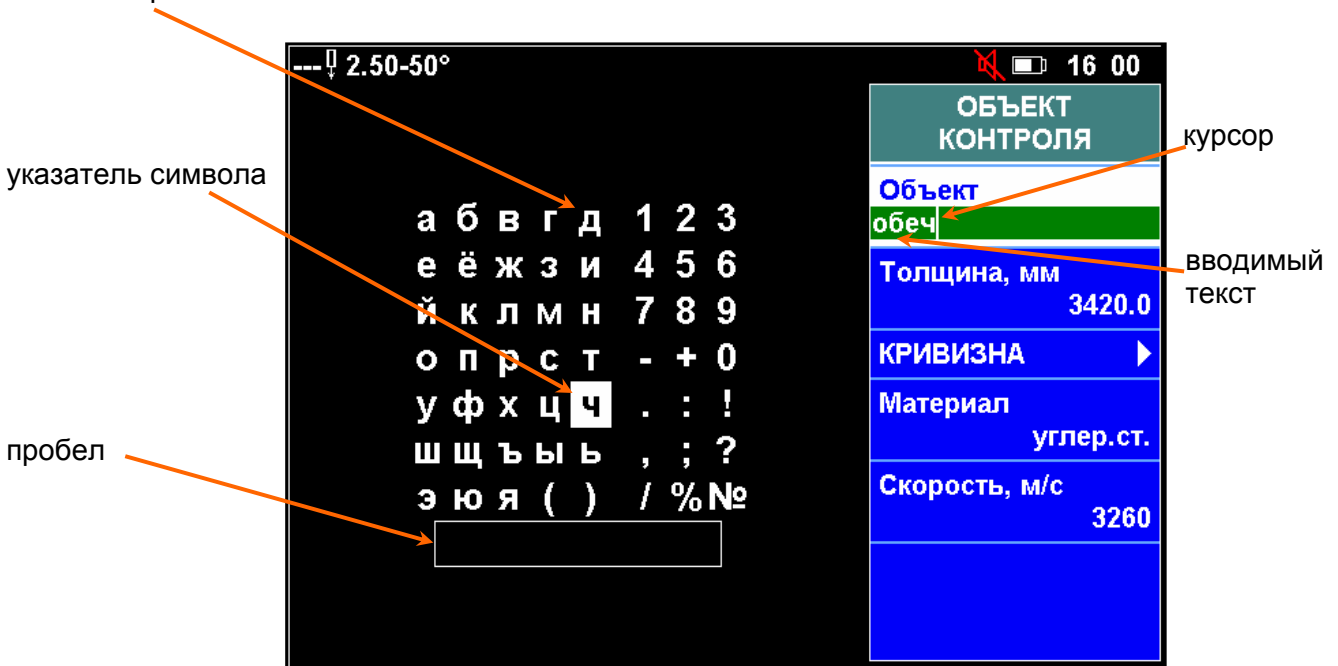 --- 2.50-50°
16 00
ОБЪЕКТ
КОНТРОЛЯ
курсор
указатель символа
Объект
обеч
а б в г д 1 2 3
е ё ж з и 4 5 6
й к л м н 7 8 9
о п р с т - + 0
у ф х ц ч . : !
ш щ ъ ы ь , ; ?
э ю я ( ) / % №
вводимый
текст
Толщина, мм
3420.0
КРИВИЗНА
Материал
углер.ст.
пробел
Скорость, м/с
3260